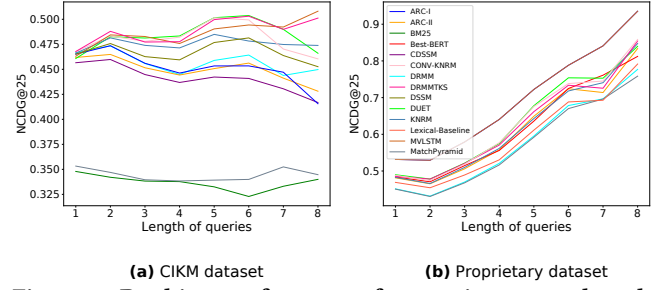 0.500
0.475
0.450
0.425
0.400
0.375
0.350
0.325
NCDG@25
1 2 3 4 5 6 7 8
Length of queries
0.9
0.8
0.7
0.6
0.5
NCDG@25
ARC-I
ARC-II
BM25
Best-BERT
CDSSM
CONV-KNRM
DRMM
DRMMTKS
DSSM
DUET
KNRM
Lexical-Baseline
MVLSTM
MatchPyramid
1 2 3 4 5 6 7 8
Length of queries
(a) CIKM dataset
(b) Proprietary dataset